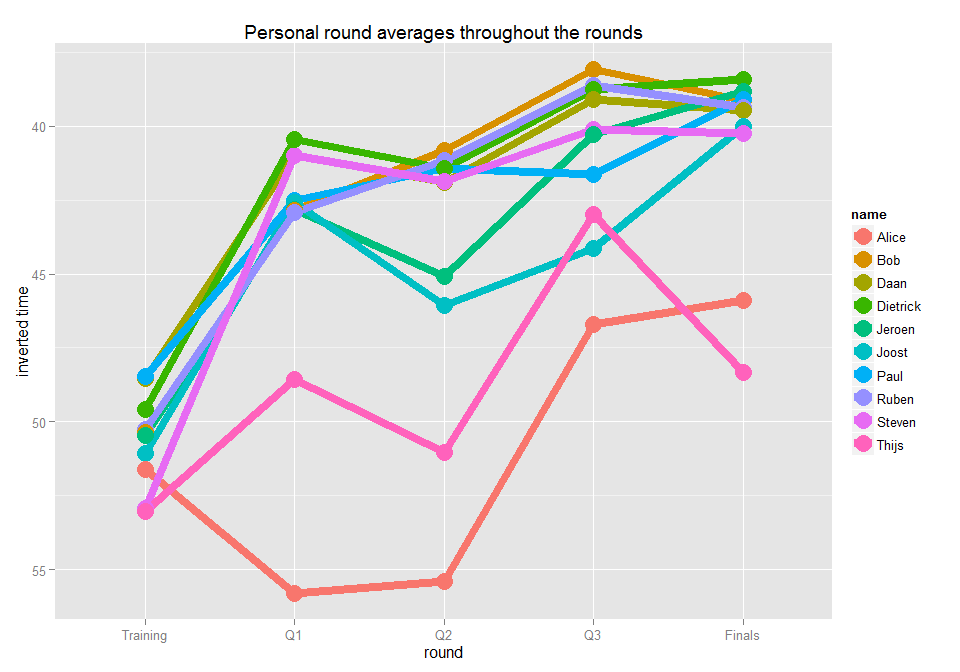 Personal round averages throughout the rounds
inverted time
40
45
50
55
Training Q1 Q2 Q3 Finals
round
name
Alice
Bob
Daan
Dietrick
Jeroen
Joost
Paul
Ruben
Steven
Thijs